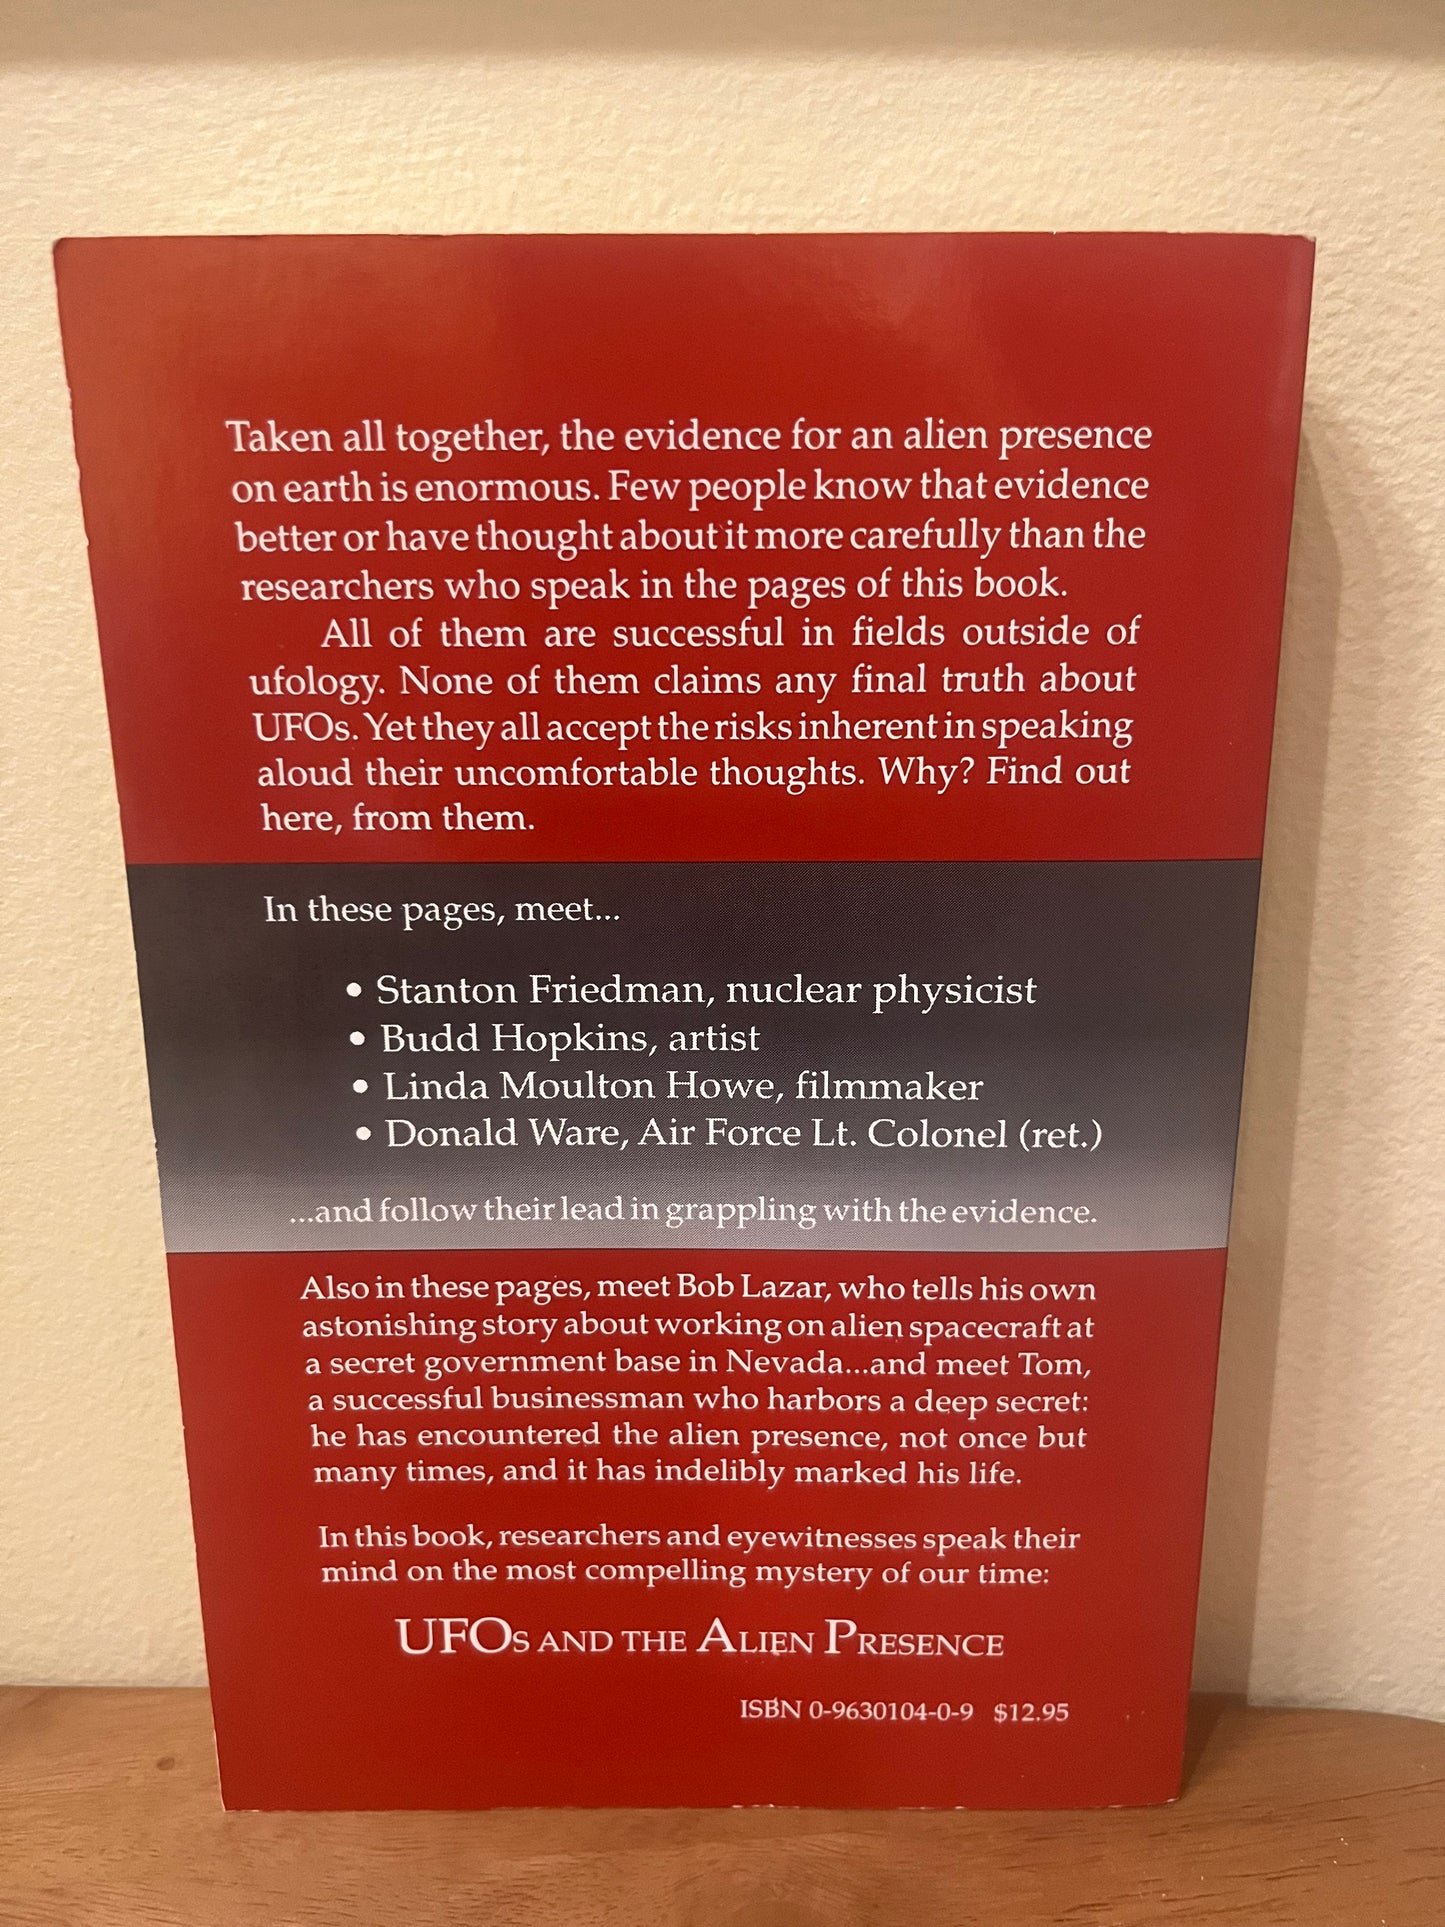 Taken all together, the evidence for an alien presence
on earth is enormous. Few people know that evidence
better or have thought about it more carefully than the
researchers who speak in the pages of this book.
All of them are successful in fields outside of
ufology. None of them claims any final truth about
UFOs. Yet they all accept the risks inherent in speaking
aloud their uncomfortable thoughts. Why? Find out
here, from them.
In these pages, meet...
• Stanton Friedman, nuclear physicist
• Budd Hopkins, artist
• Linda Moulton Howe, filmmaker
• Donald Ware, Air Force Lt. Colonel (ret.)
...and follow their lead in grappling with the evidence.
Also in these pages, meet Bob Lazar, who tells his own
astonishing story about working on alien spacecraft at
a secret government base in Nevada...and meet Tom,
a successful businessman who harbors a deep secret:
he has encountered the alien presence, not once but
many times, and it has indelibly marked his life.
In this book, researchers and eyewitnesses speak their
mind on the most compelling mystery of our time:
UFOs AND THE ALIEN PRESENCE
ISBN 0-9630104-0-9 $12.95